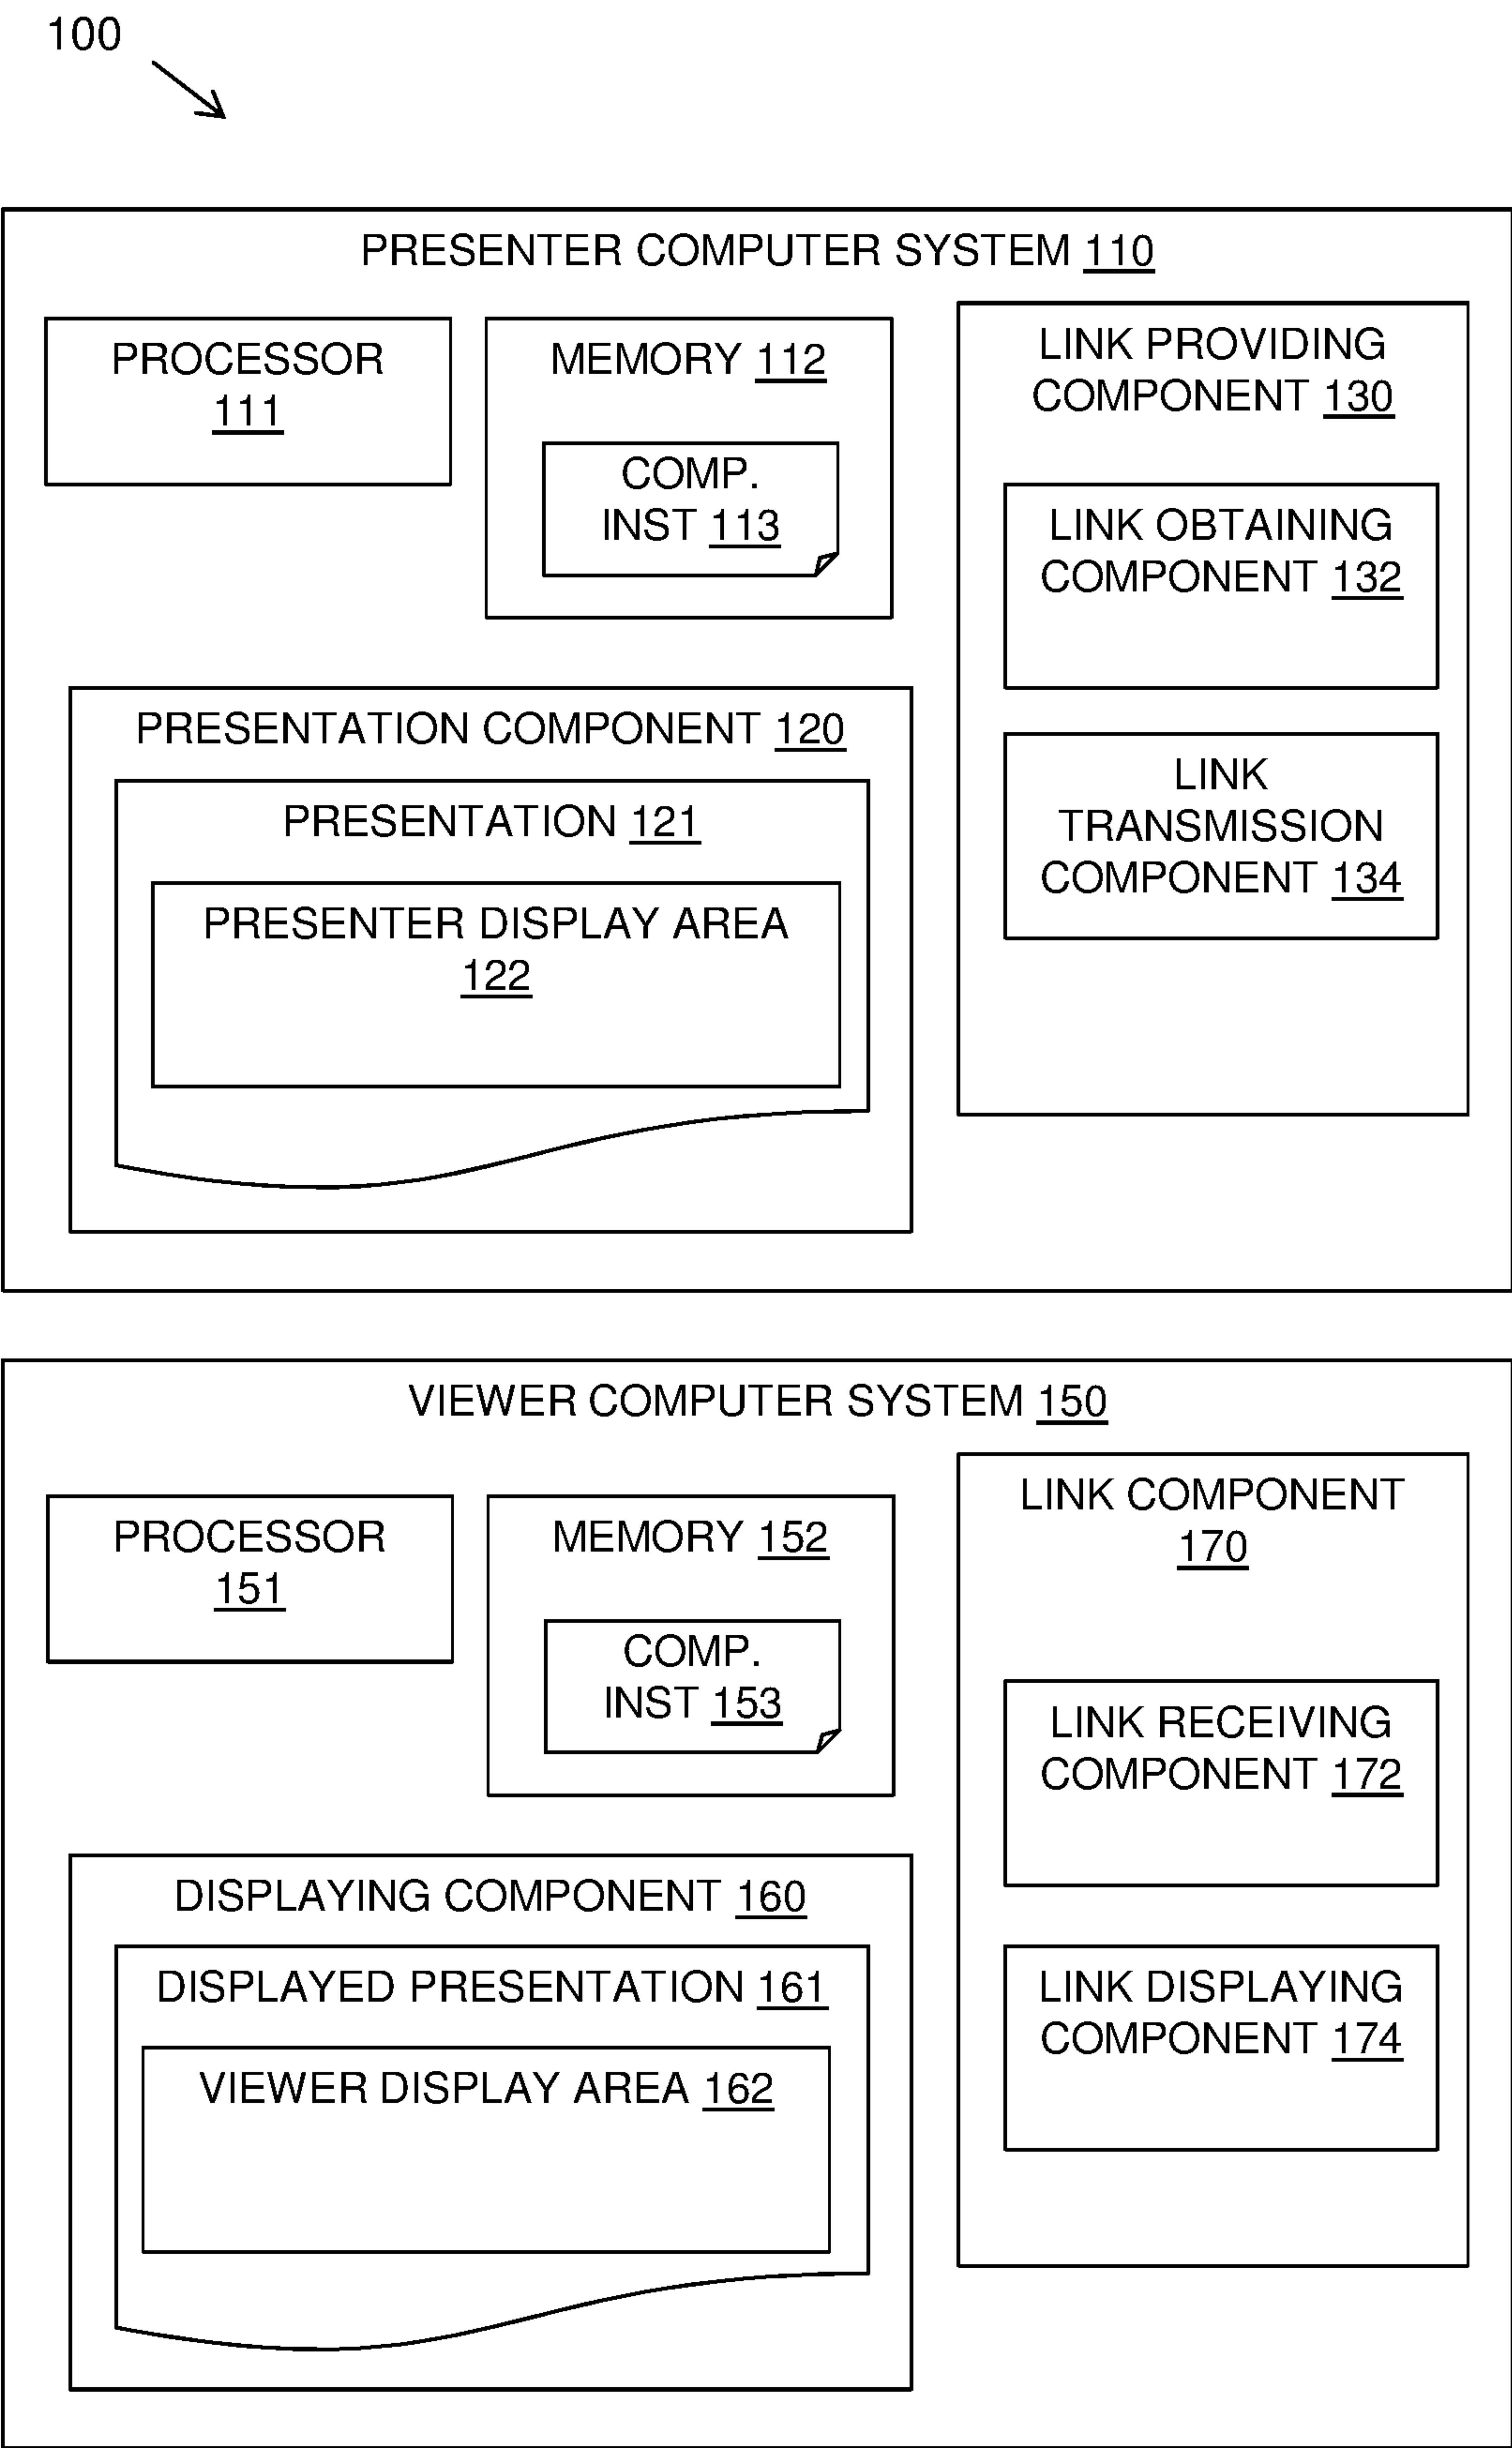 100
PRESENTER COMPUTER SYSTEM 110
PROCESSOR
111
MEMORY 112
COMP.
INST 113
LINK PROVIDING
COMPONENT 130
LINK OBTAINING
COMPONENT 132
LINK
TRANSMISSION
COMPONENT 134
PRESENTATION COMPONENT 120
PRESENTATION 121
PRESENTER DISPLAY AREA
122
VIEWER COMPUTER SYSTEM 150
PROCESSOR
151
MEMORY 152
COMP.
INST 153
LINK COMPONENT
170
LINK RECEIVING
COMPONENT 172
LINK DISPLAYING
COMPONENT 174
DISPLAYING COMPONENT 160
DISPLAYED PRESENTATION 161
VIEWER DISPLAY AREA 162